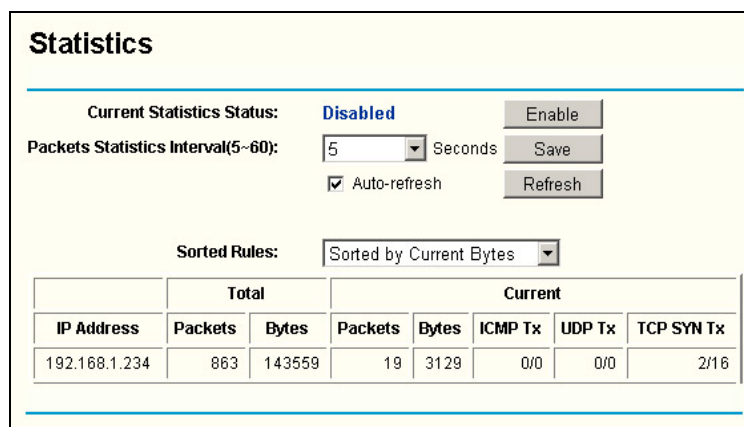 Statistics
Current Statistics Status: Disabled Enable
Packets Statistics Interval(5~60): 5 Seconds Save
Auto-refresh Refresh
Sorted Rules: Sorted by Current Bytes
Total Current
IP Address Packets Bytes Packets Bytes ICMP Tx UDP Tx TCP SYN Tx
192.168.1.234 863 143559 19 3129 0/0 0/0 2/16